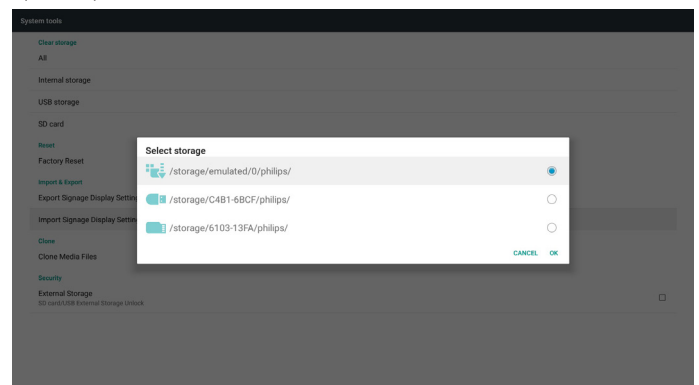 System tools
Clear storage
All
Internal storage
USB storage
SD card
Reset
Factory Reset
Import & Export
Export Signage Display Settin
Import Signage Display Settin
Clone
Clone Media Files
Security
External Storage
SD card/USB External Storage Unlock
Select storage
/storage/emulated/0/philips/
/storage/C4B1-6BCF/philips/
/storage/6103-13FA/philips/
CANCEL OK